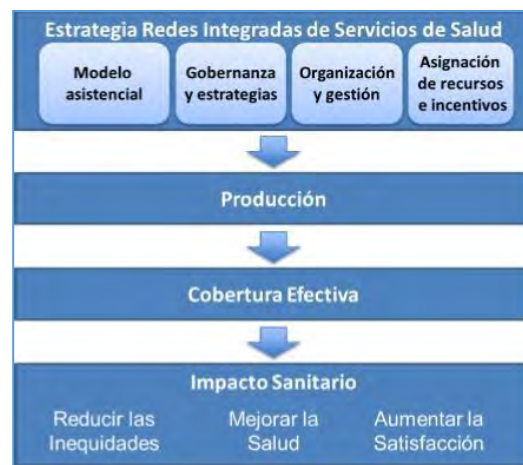 Estrategia Redes Integradas de Servicios de Salud
Modelo
asistencial
Gobernanza
y estrategias
Organización
y gestión
Asignación
de recursos
e incentivos
Producción
Cobertura Efectiva
Impacto Sanitario
Reducir las
Inequidades
Mejorar la
Salud
Aumentar la
Satisfacción